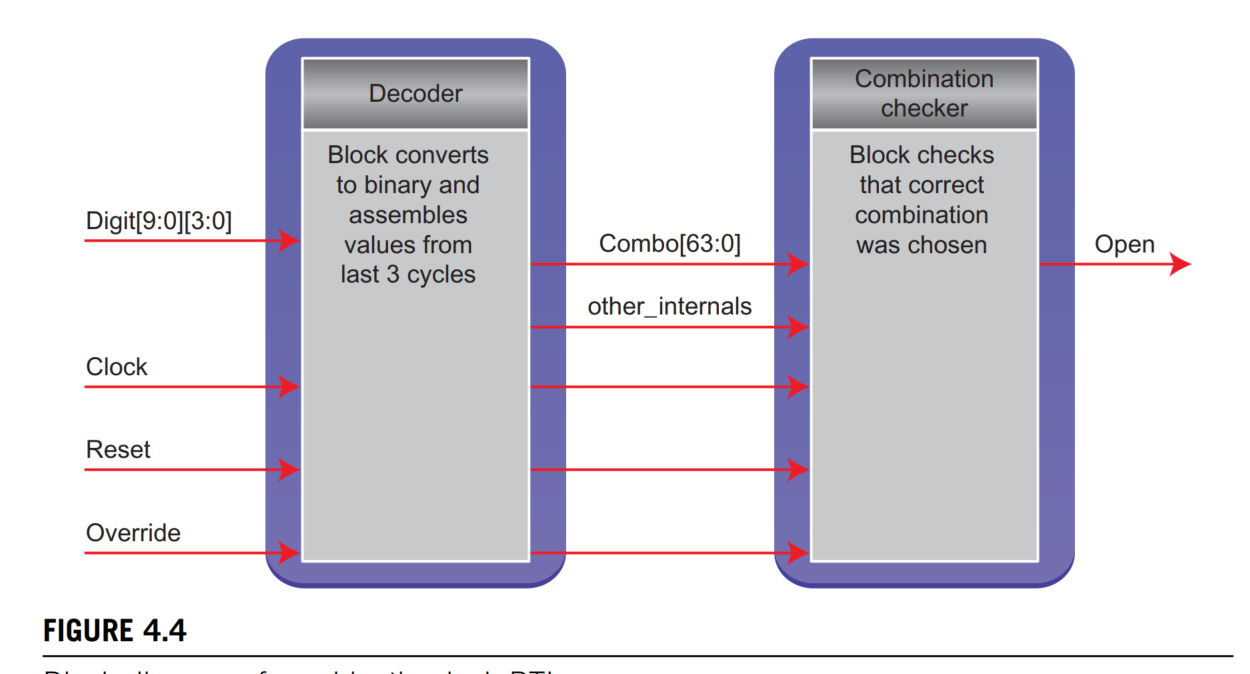 Decoder
Block converts
to binary and
assembles
values from
last 3 cycles
Combination
checker
Block checks
that correct
combination
was chosen
Digit[9:0][3:0]
Combo[63:0]
Open
other_internals
Clock
Reset
Override
FIGURE 4.4